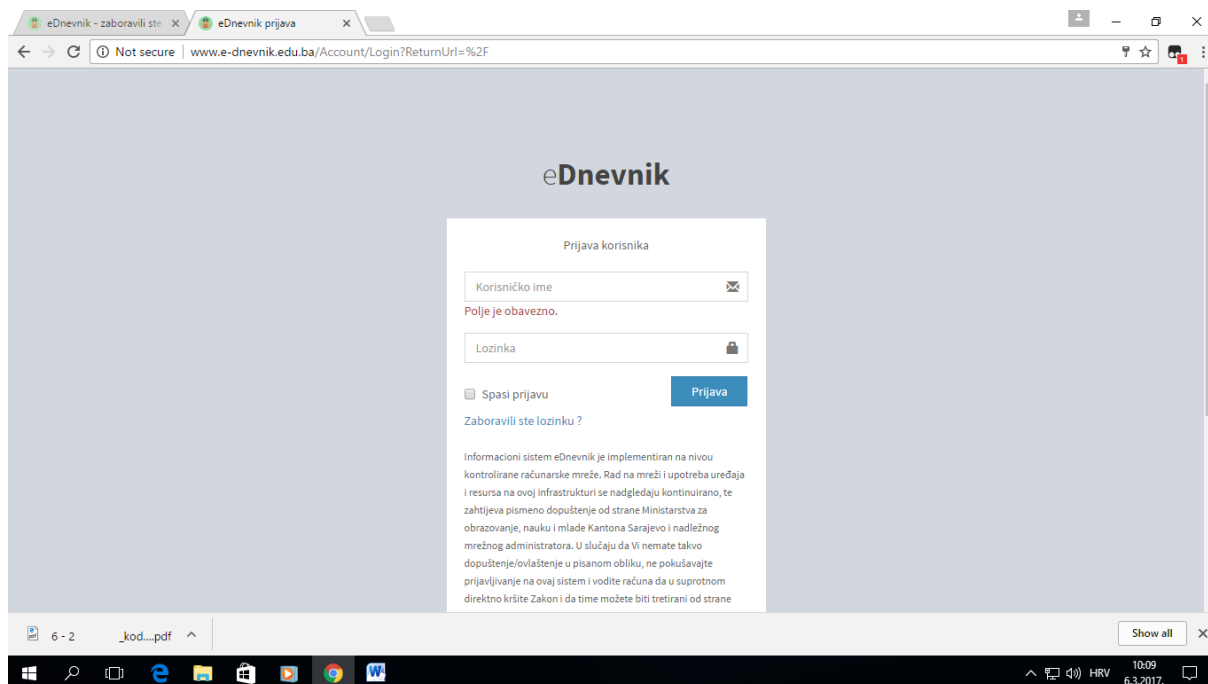 eDnevnik - zaboravili ste
eDnevnik prijava
Not secure | www.e-dnevnik.edu.ba/Account/Login?ReturnUrl=%2F
1
eDnevnik
Prijava korisnika
Korisničko ime
Polje je obavezno.
Lozinka
Spasi prijavu
Prijava
Zaboravili ste lozinku ?
Informacioni sistem eDnevnik je implementiran na nivou
kontrolirane računarske mreže. Rad na mreži i upotreba uređaja
i resursa na ovoj infrastrukturi se nadgledaju kontinuirano, te
zahtijeva pismeno dopuštenje od strane Ministarstva za
obrazovanje, nauku i mlade Kantona Sarajevo i nadležnog
mrežnog administratora. U slučaju da Vi nemate takvo
dopuštenje/ovlaštenje u pisanom obliku, ne pokušavajte
prijavljivanje na ovaj sistem i vodite računa da u suprotnom
direktno kršite Zakon i da time možete biti tretirani od strane
6 - 2 _kod....pdf
Show all
HRV
10:09
6.3.2017.